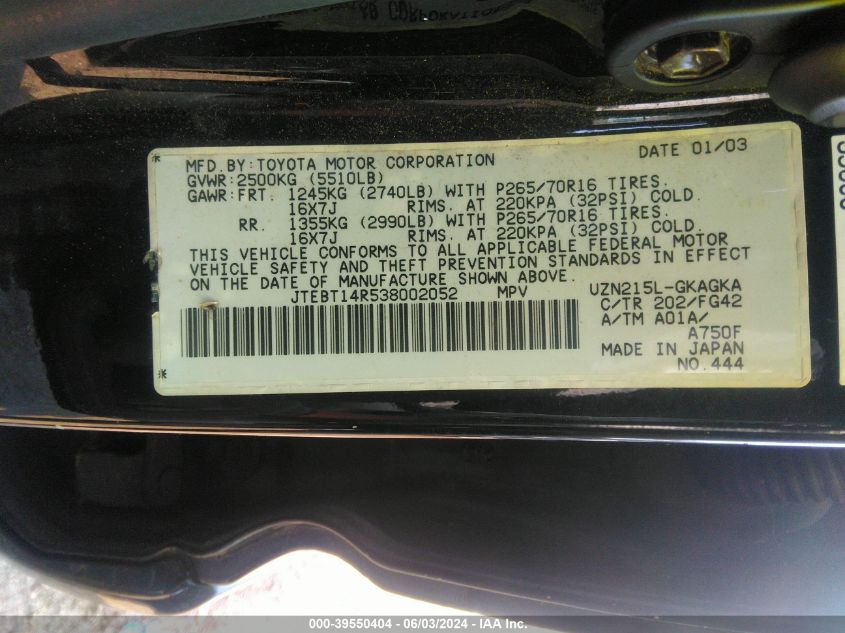 MFD.BY:TOYOTA MOTOR CORPORATION DATE 01/03
GVWR:2500KG (5510LB)
GAWR:FRT. 1245KG (2740LB) WITH P265/70R16 TIRES.
16X7J RIMS. AT 220KPA (32PSI) COLD.
RR. 1355KG (2990LB) WITH P265/70R16 TIRES.
16X7J RIMS. AT 220KPA (32PSI) COLD.
THIS VEHICLE CONFORMS TO ALL APPLICABLE FEDERAL MOTOR
VEHICLE SAFETY AND THEFT PREVENTION STANDARDS IN EFFECT
ON THE DATE OF MANUFACTURE SHOWN ABOVE.
JTEBT14R538002052 MPV UZN215L-GKAGKA
C/TR 202/FG42
A/TM A01A/
A750F
MADE IN JAPAN
NO.444
000-39550404 - 06/03/2024 - IAA Inc.